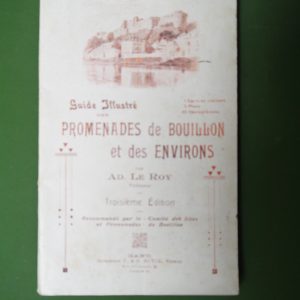 Guide Illustré
DES
PROMENADES de BOUILLON
et des ENVIRONS
PAR
AD. LE ROY
Troisième Édition
Recommandé par le « Comité des Sites
et Promenades » de Bouillon
GAND